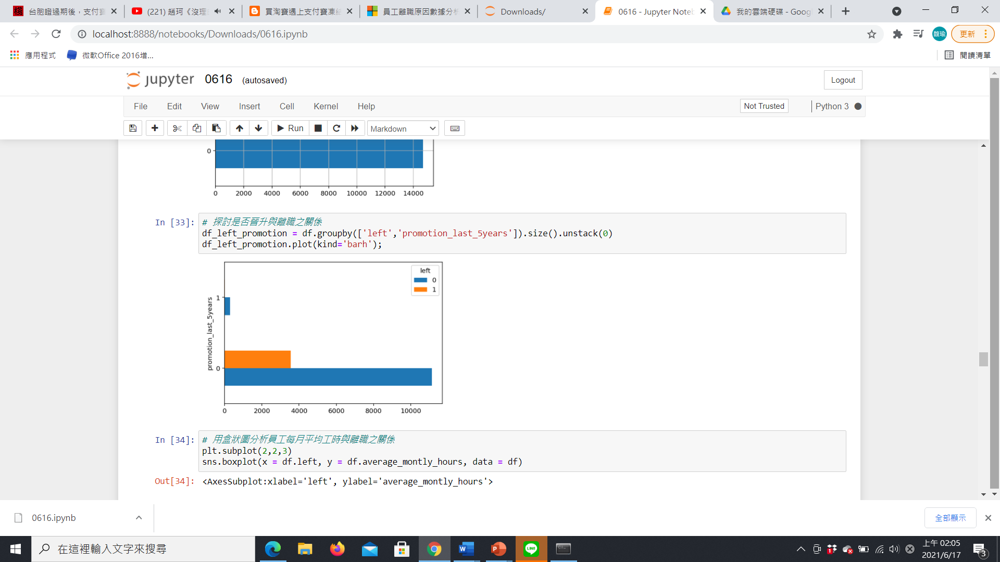 台胞證過期後，支付寶
(221) 趙珂《沒理
買淘寶遇上支付寶凍結
員工離職原因數據分析
Downloads/
0616 - Jupyter Noteb
我的雲端硬碟 - Goog
localhost:8888/notebooks/Downloads/0616.ipynb
馥瑜
更新
應用程式
微軟Office 2016增...
閱讀清單
jupyter 0616 (autosaved)
Logout
File Edit View Insert Cell Kernel Help
Not Trusted
Python 3
Run
Markdown
0
0 2000 4000 6000 8000 10000 12000 14000
In [33]:
# 探討是否晉升與離職之關係
df_left_promotion = df.groupby(['left','promotion_last_5years']).size().unstack(0)
df_left_promotion.plot(kind='barh');
left
0
1
promotion_last_5years
1
0
0 2000 4000 6000 8000 10000
In [34]:
# 用盒狀圖分析員工每月平均工時與離職之關係
plt.subplot(2,2,3)
sns.boxplot(x = df.left, y = df.average_montly_hours, data = df)
Out[34]: <AxesSubplot:xlabel='left', ylabel='average_montly_hours'>
0616.ipynb
全部顯示
在這裡輸入文字來搜尋
上午 02:05
2021/6/17
3